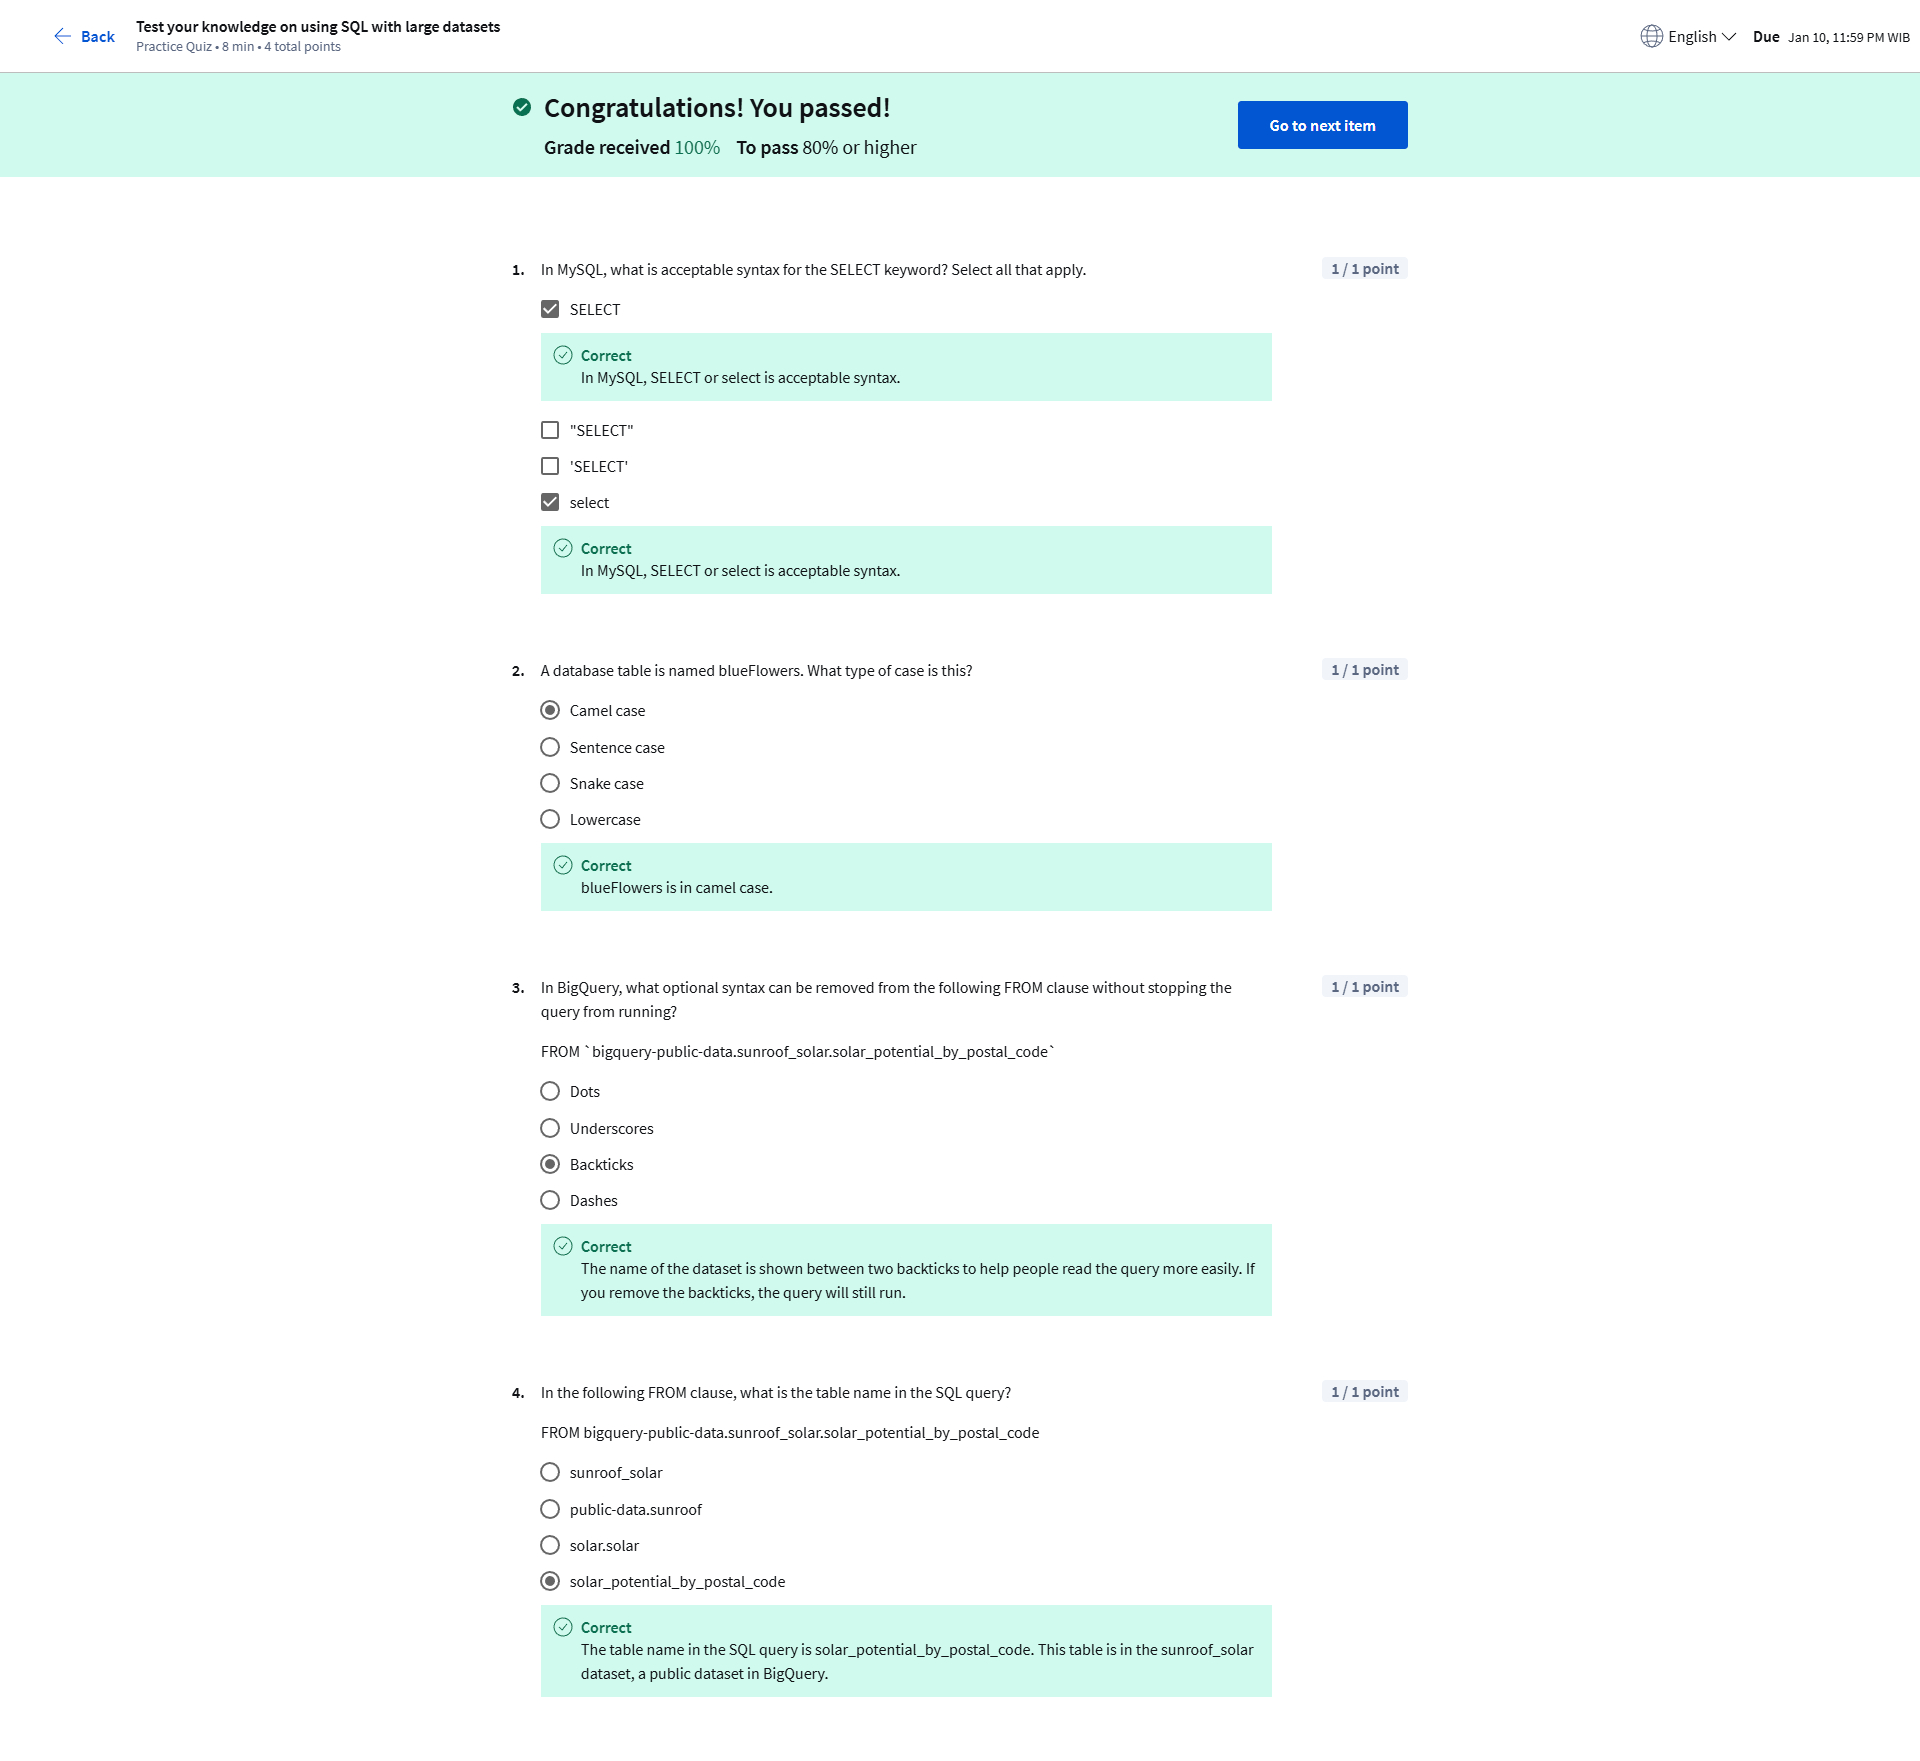 Back
Test your knowledge on using SQL with large datasets
Practice Quiz • 8 min • 4 total points
English
Due Jan 10, 11:59 PM WIB
Congratulations! You passed!
Grade received 100% To pass 80% or higher
Go to next item
1. In MySQL, what is acceptable syntax for the SELECT keyword? Select all that apply.
1 / 1 point
SELECT
Correct
In MySQL, SELECT or select is acceptable syntax.
"SELECT"
'SELECT'
select
Correct
In MySQL, SELECT or select is acceptable syntax.
2. A database table is named blueFlowers. What type of case is this?
1 / 1 point
Camel case
Sentence case
Snake case
Lowercase
Correct
blueFlowers is in camel case.
3. In BigQuery, what optional syntax can be removed from the following FROM clause without stopping the
query from running?
1 / 1 point
FROM `bigquery-public-data.sunroof_solar.solar_potential_by_postal_code`
Dots
Underscores
Backticks
Dashes
Correct
The name of the dataset is shown between two backticks to help people read the query more easily. If
you remove the backticks, the query will still run.
4. In the following FROM clause, what is the table name in the SQL query?
1 / 1 point
FROM bigquery-public-data.sunroof_solar.solar_potential_by_postal_code
sunroof_solar
public-data.sunroof
solar.solar
solar_potential_by_postal_code
Correct
The table name in the SQL query is solar_potential_by_postal_code. This table is in the sunroof_solar
dataset, a public dataset in BigQuery.